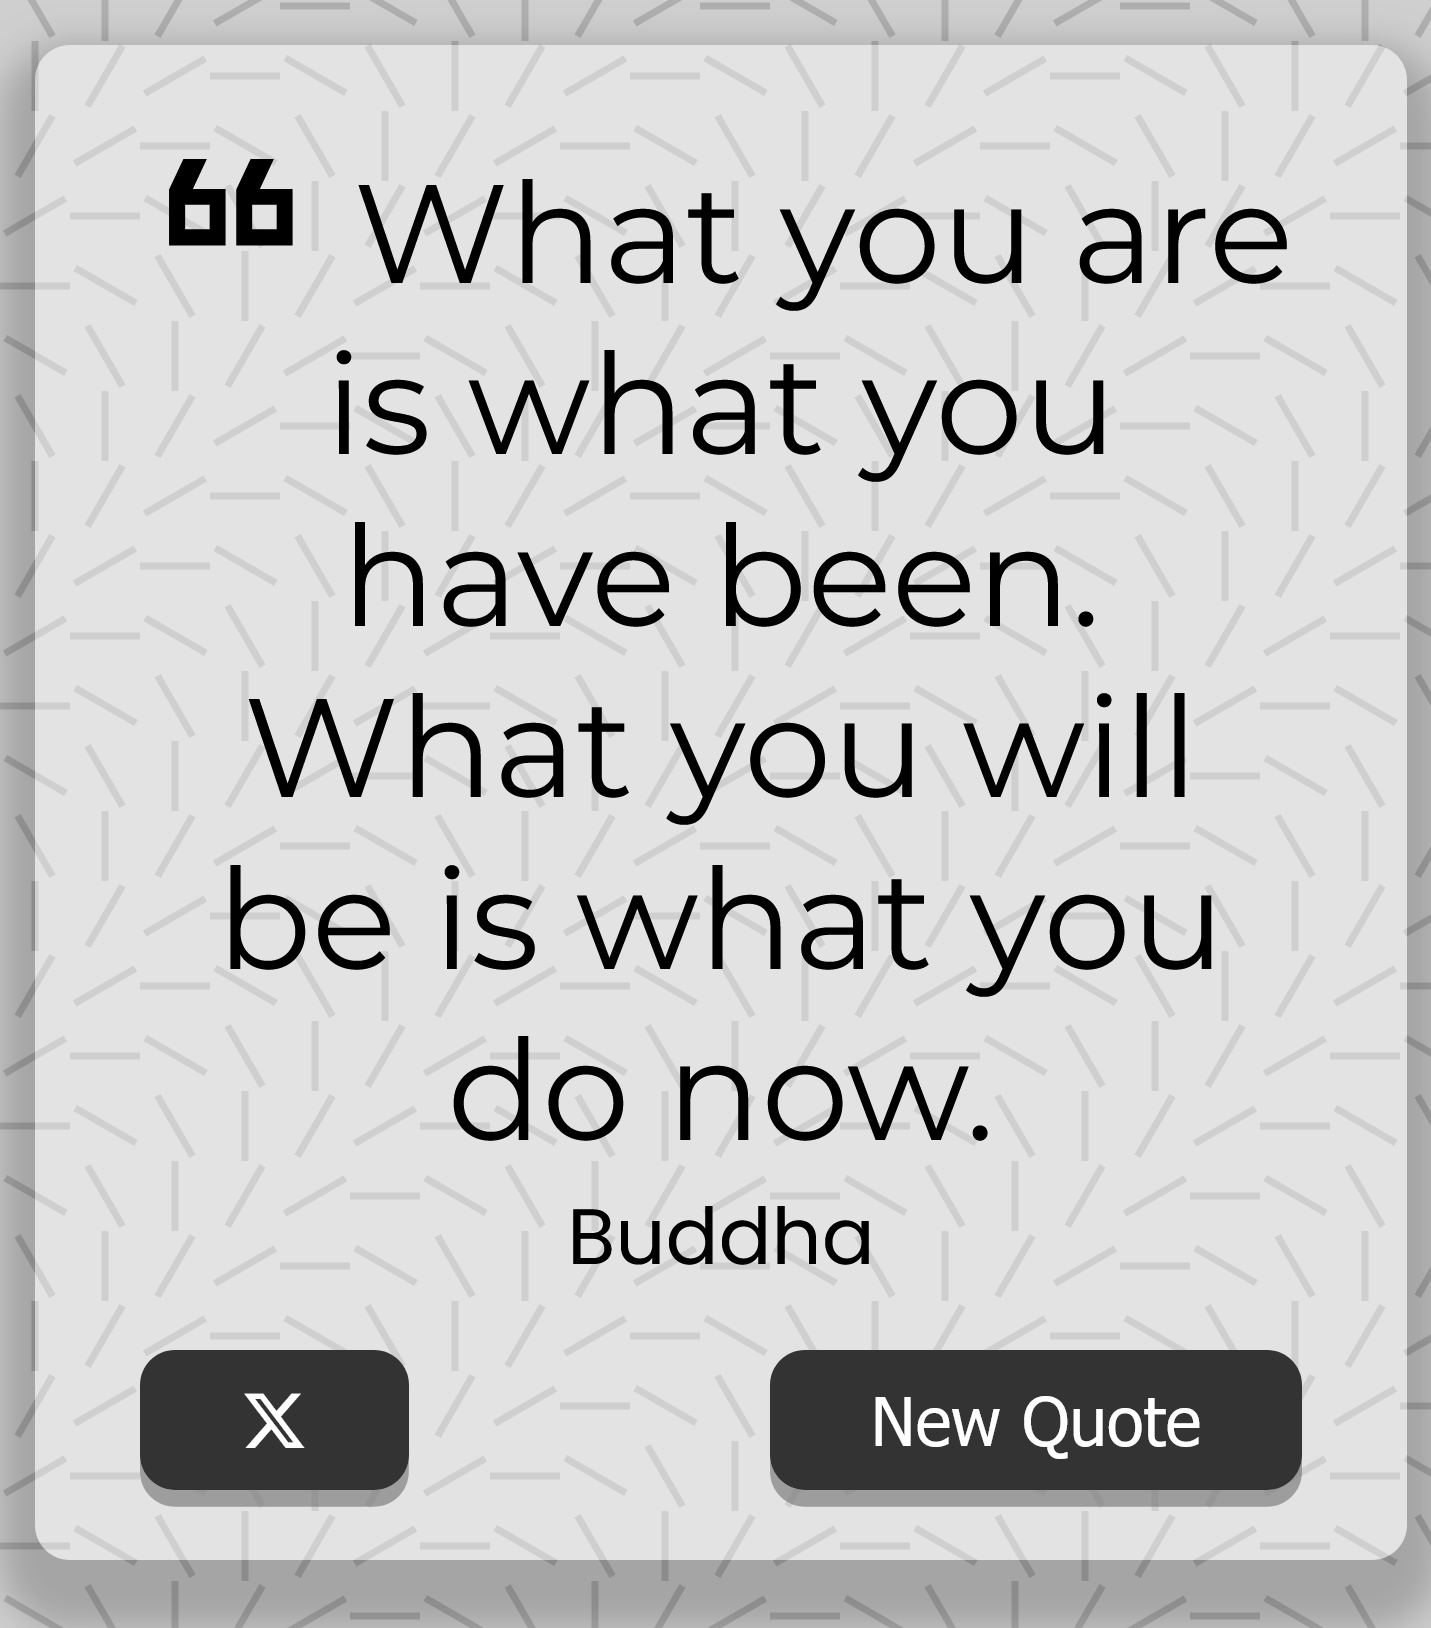 ❝ What you are
is what you
have been.
What you will
be is what you
do now.
Buddha
X
New Quote